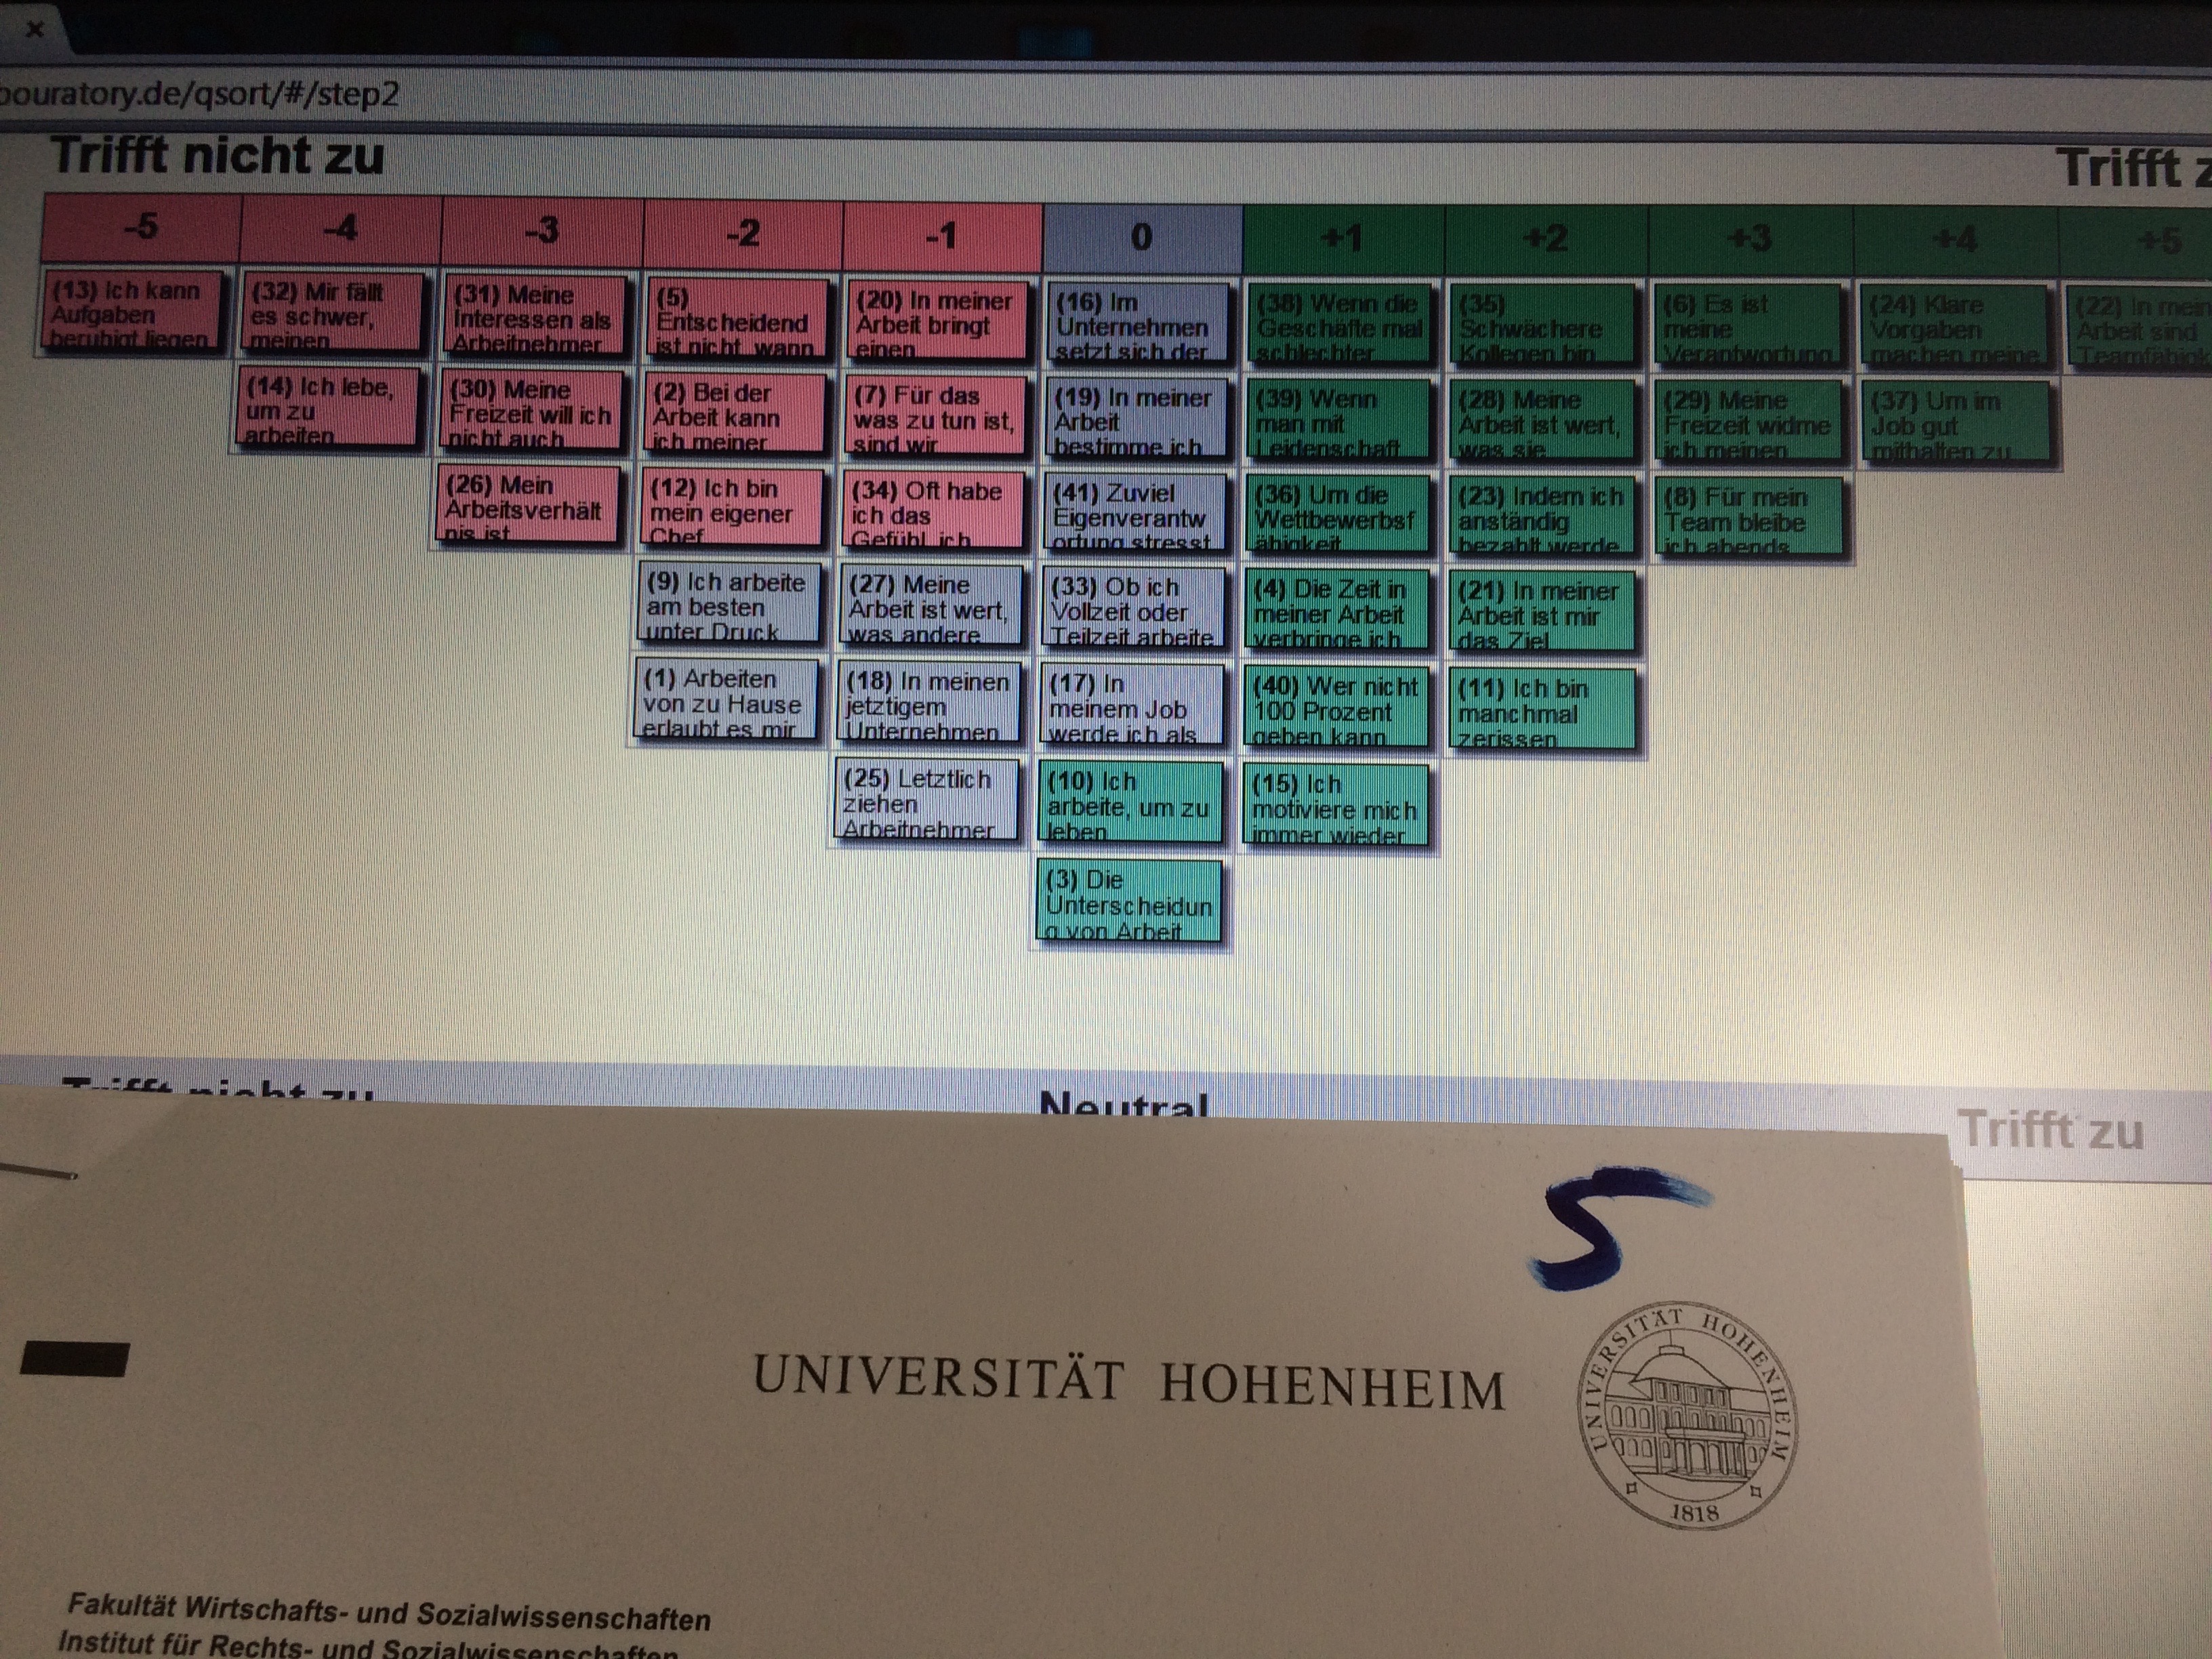 bouratory.de/qsort/#/step2
Trifft nicht zu
Trifft
-5 -4 -3 -2 -1 0 +1 +2 +3 +4 +5
(13) Ich kann
Aufgaben
beruhigt liegen
(32) Mir fällt
es schwer,
meinen
(31) Meine
Interessen als
Arbeitnehmer
(5)
Entscheidend
ist nicht, wann
(20) In meiner
Arbeit bringt
einen
(16) Im
Unternehmen
setzt sich der
(38) Wenn die
Geschäfte mal
schlechter
(35)
Schwächere
Kollegen bin
(6) Es ist
meine
Verantwortung
(24) Klare
Vorgaben
machen meine
(22) In
Arbeit sind
(14) Ich lebe,
um zu
arbeiten
(30) Meine
Freizeit will ich
nicht auch
(2) Bei der
Arbeit kann
ich meiner
(7) Für das
was zu tun ist,
sind wir
(19) In meiner
Arbeit
bestimme ich
(39) Wenn
man mit
Leidenschaft
(28) Meine
Arbeit ist wert,
was sie
(29) Meine
Freizeit widme
ich meinen
(37) Um im
Job gut
mithalten zu
(26) Mein
Arbeitsverhält
nis ist
(12) Ich bin
mein eigener
Chef
(34) Oft habe
ich das
Gefühl, ich
(41) Zuviel
Eigenverantw
ortung stresst
(36) Um die
Wettbewerbsf
ähigkeit
(23) Indem ich
anständig
bezahlt werde
(8) Für mein
Team bleibe
ich abends
(9) Ich arbeite
am besten
unter Druck
(27) Meine
Arbeit ist wert,
was andere
(33) Ob ich
Vollzeit oder
Teilzeit arbeite
(4) Die Zeit in
meiner Arbeit
verbringe ich
(21) In meiner
Arbeit ist mir
das Ziel
(1) Arbeiten
von zu Hause
erlaubt es mir
(18) In meinen
jetztigem
Unternehmen
(17) In
meinem Job
werde ich als
(40) Wer nicht
100 Prozent
geben kann
(11) Ich bin
manchmal
zerissen
(25) Letztlich
ziehen
Arbeitnehmer
(10) Ich
arbeite, um zu
leben
(15) Ich
motiviere mich
immer wieder
(3) Die
Unterscheidun
g von Arbeit
Trifft nicht zu
Neutral
Trifft zu
5
UNIVERSITÄT HOHENHEIM
UNIVERSITÄT HOHENHEIM
1818
Fakultät Wirtschafts- und Sozialwissenschaften
Institut für Rechts- und Sozialwissenschaften